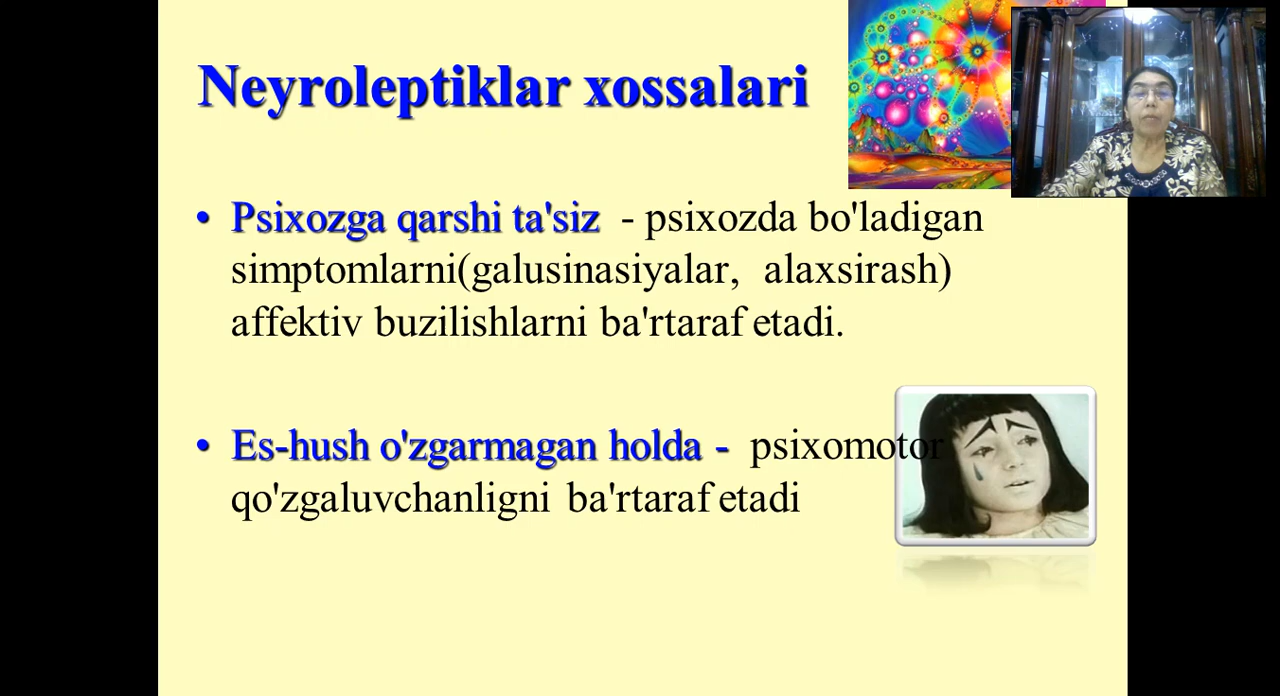 Neyroleptiklar xossalari
• Psixozga qarshi ta'siz - psixozda bo'ladigan
simptomlarni(galusinasiyalar, alaxsirash)
affektiv buzilishlarni ba'rtaraf etadi.
• Es-hush o'zgarmagan holda - psixomotor
qo'zgaluvchanligni ba'rtaraf etadi